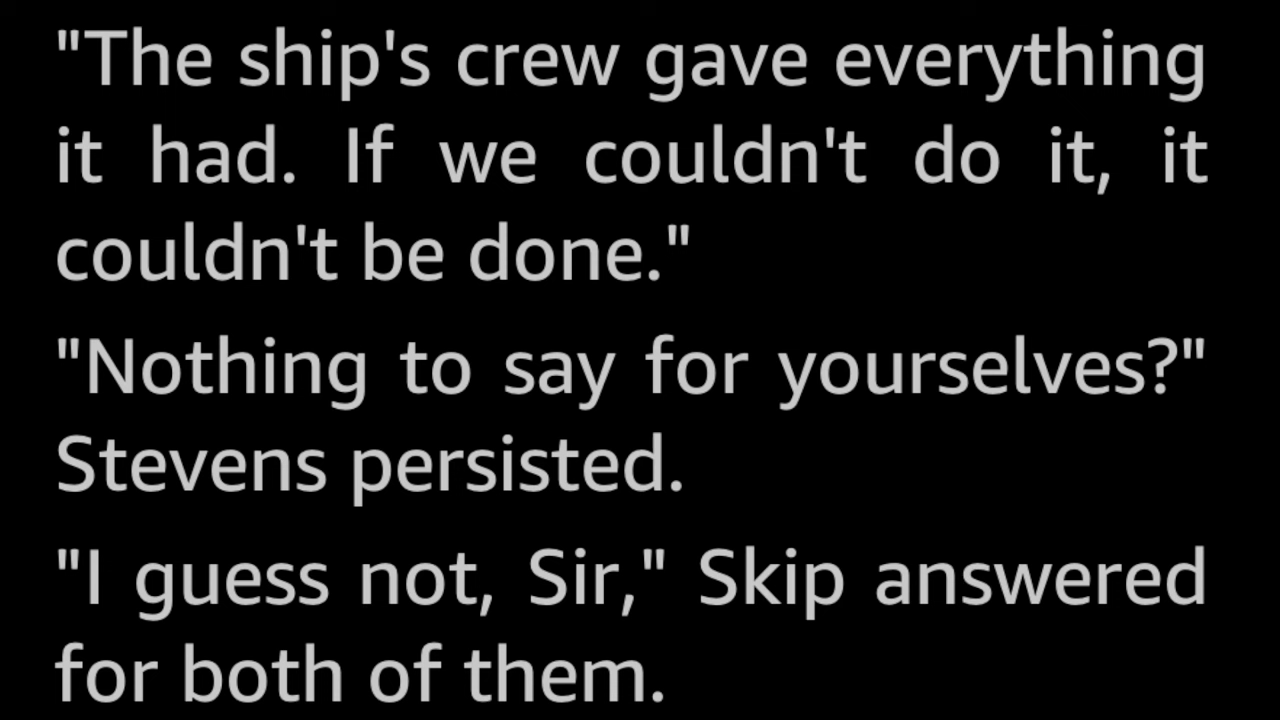 "The ship's crew gave everything
it had. If we couldn't do it, it
couldn't be done."
"Nothing to say for yourselves?"
Stevens persisted.
"I guess not, Sir," Skip answered
for both of them.